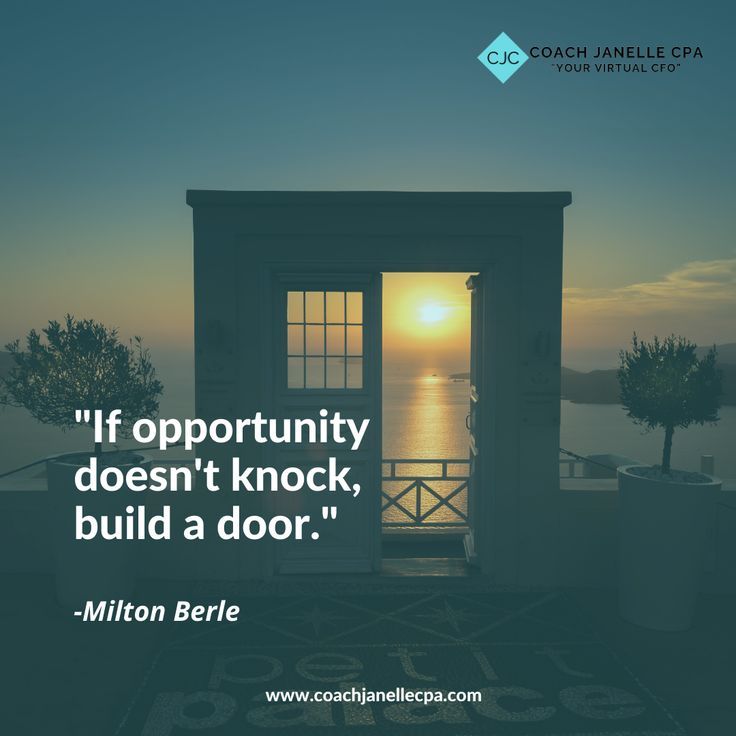 CJC
COACH JANELLE CPA
"YOUR VIRTUAL CFO"
"If opportunity
doesn't knock,
build a door."
-Milton Berle
petit
palace
www.coachjanellecpa.com